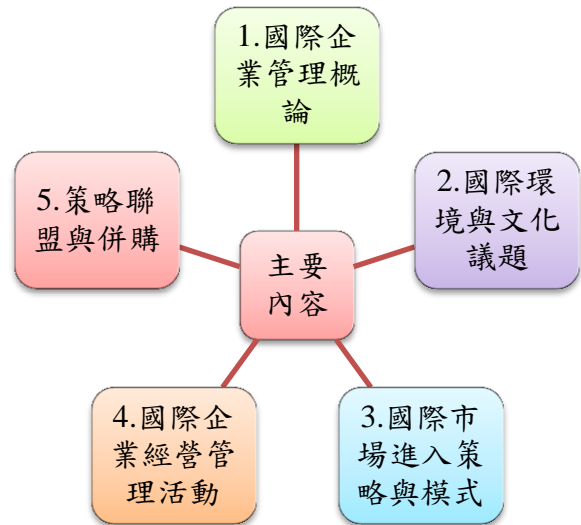 1.國際企
業管理概
論
2.國際環
境與文化
議題
3.國際市
場進入策
略與模式
4.國際企
業經營管
理活動
5.策略聯
盟與併購
主要
內容